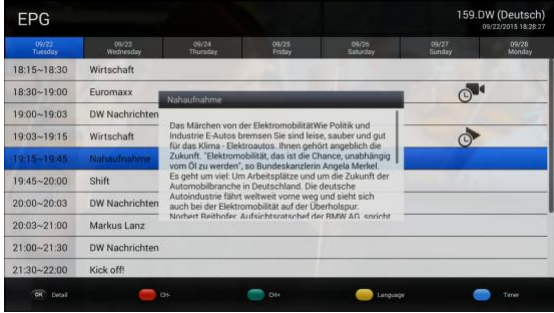 EPG
159.DW (Deutsch)
09/22/2015 18:28:27
09/22 Tuesday
09/23 Wednesday
09/24 Thursday
09/25 Friday
09/26 Saturday
09/27 Sunday
09/28 Monday
18:15~18:30 Wirtschaft
18:30~19:00 Euromaxx
19:00~19:03 DW Nachrichten
19:03~19:15 Wirtschaft
19:15~19:45 Nahaufnahme
19:45~20:00 Shift
20:00~20:03 DW Nachrichten
20:03~21:00 Markus Lanz
21:00~21:30 DW Nachrichten
21:30~22:00 Kick off!
Nahaufnahme
Das Märchen von der ElektromobilitätWie Politik und
Industrie E-Autos bremsen Sie sind leise, sauber und gut
für das Klima - Elektroautos. Ihnen gehört angeblich die
Zukunft. "Elektromobilität, das ist die Chance, unabhängig
vom Öl zu werden", so Bundeskanzlerin Angela Merkel.
Es geht um viel: Um Arbeitsplätze und um die Zukunft der
Automobilbranche in Deutschland. Die deutsche
Autoindustrie fährt weltweit vorne weg und sieht sich
auch bei der Elektromobilität auf der Überholspur.
Norbert Reithofer, Aufsichtsratschef der BMW AG, spricht
OK Detail
CH-
CH+
Language
Timer